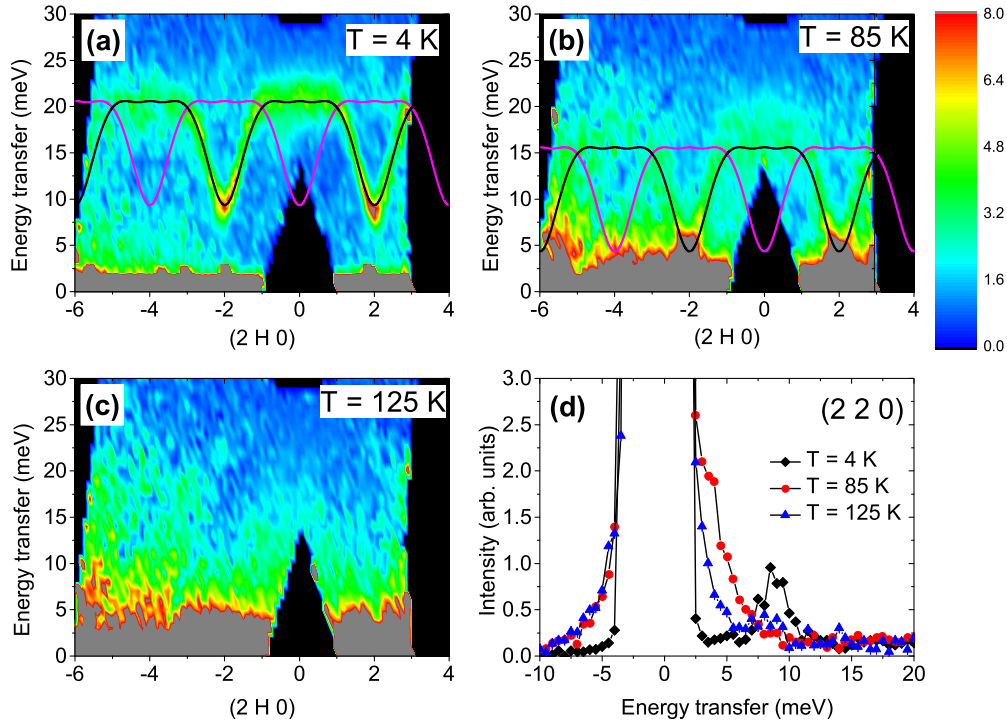 (a)
T = 4 K
Energy transfer (meV)
30
25
20
15
10
5
0
-6 -4 -2 0 2 4
(2 H 0)
(b)
T = 85 K
Energy transfer (meV)
30
25
20
15
10
5
0
-6 -4 -2 0 2 4
(2 H 0)
8.0
6.4
4.8
3.2
1.6
0.0
(c)
T = 125 K
Energy transfer (meV)
30
25
20
15
10
5
0
-6 -4 -2 0 2 4
(2 H 0)
(d)
(2 2 0)
T = 4 K
T = 85 K
T = 125 K
Intensity (arb. units)
3.0
2.5
2.0
1.5
1.0
0.5
0.0
-10 -5 0 5 10 15 20
Energy transfer (meV)